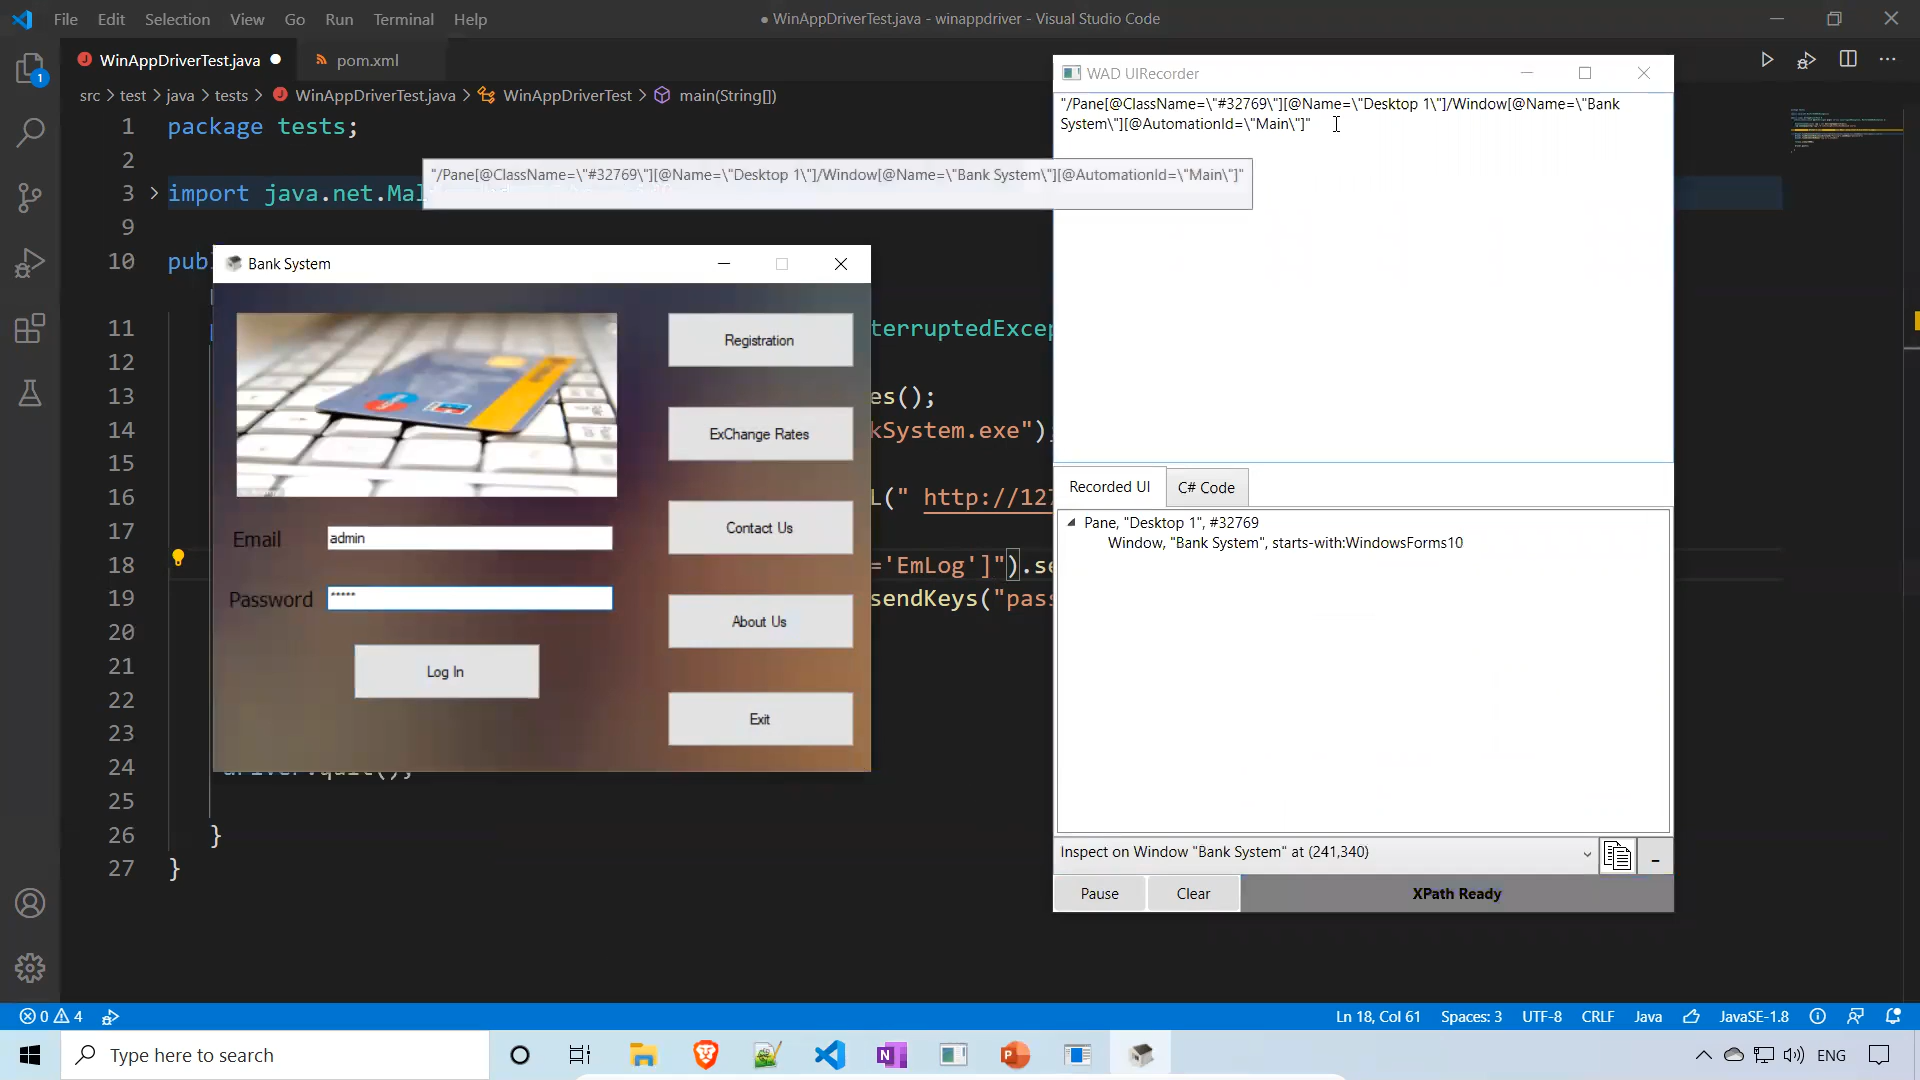 File Edit Selection View Go Run Terminal Help
● WinAppDriverTest.java - winappdriver - Visual Studio Code
WinAppDriverTest.java
pom.xml
src > test > java > tests > WinAppDriverTest.java > WinAppDriverTest > main(String[])
1 package tests;
2
3 import java.net.Mal
9
10 pub
11 terruptedExcep
12
13 es();
14 kSystem.exe");
15
16 L(" http://127
17
18 ='EmLog']").se
19 sendKeys("pass
20
21
22
23
24 driver.quit();
25
26 }
27 }
"/Pane[@ClassName=\"#32769\"][@Name=\"Desktop 1\"]/Window[@Name=\"Bank System\"][@AutomationId=\"Main\"]"
Bank System
Registration
ExChange Rates
Contact Us
About Us
Exit
Email
admin
Password
*****
Log In
WAD UIRecorder
"/Pane[@ClassName=\"#32769\"][@Name=\"Desktop 1\"]/Window[@Name=\"Bank
System\"][@AutomationId=\"Main\"]"
Recorded UI
C# Code
Pane, "Desktop 1", #32769
Window, "Bank System", starts-with:WindowsForms10
Inspect on Window "Bank System" at (241,340)
Pause
Clear
XPath Ready
1
0 4
Ln 18, Col 61 Spaces: 3 UTF-8 CRLF Java JavaSE-1.8
Type here to search
ENG